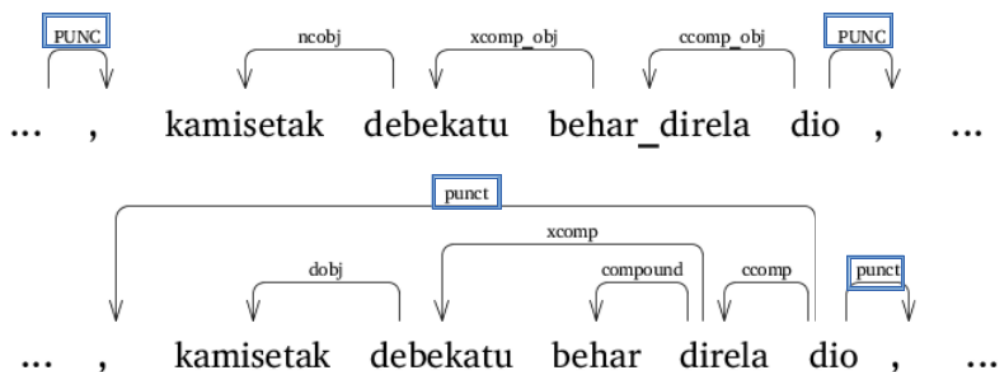 PUNC ncobj xcomp_obj ccomp_obj PUNC
... , kamisetak debekatu behar_direla dio , ...
punct
xcomp
dobj compound ccomp punct
... , kamisetak debekatu behar direla dio , ...